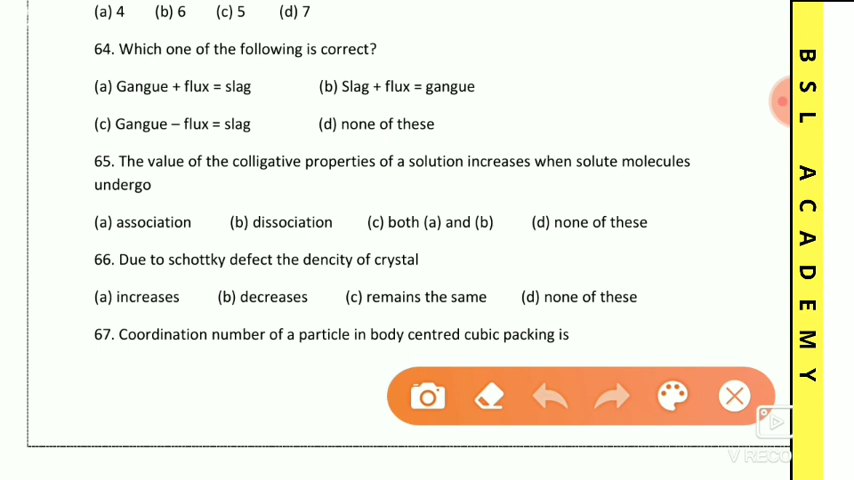 (a) 4 (b) 6 (c) 5 (d) 7
64. Which one of the following is correct?
(a) Gangue + flux = slag (b) Slag + flux = gangue
(c) Gangue – flux = slag (d) none of these
65. The value of the colligative properties of a solution increases when solute molecules
undergo
(a) association (b) dissociation (c) both (a) and (b) (d) none of these
66. Due to schottky defect the dencity of crystal
(a) increases (b) decreases (c) remains the same (d) none of these
67. Coordination number of a particle in body centred cubic packing is
BSL ACADEMY
V RECO